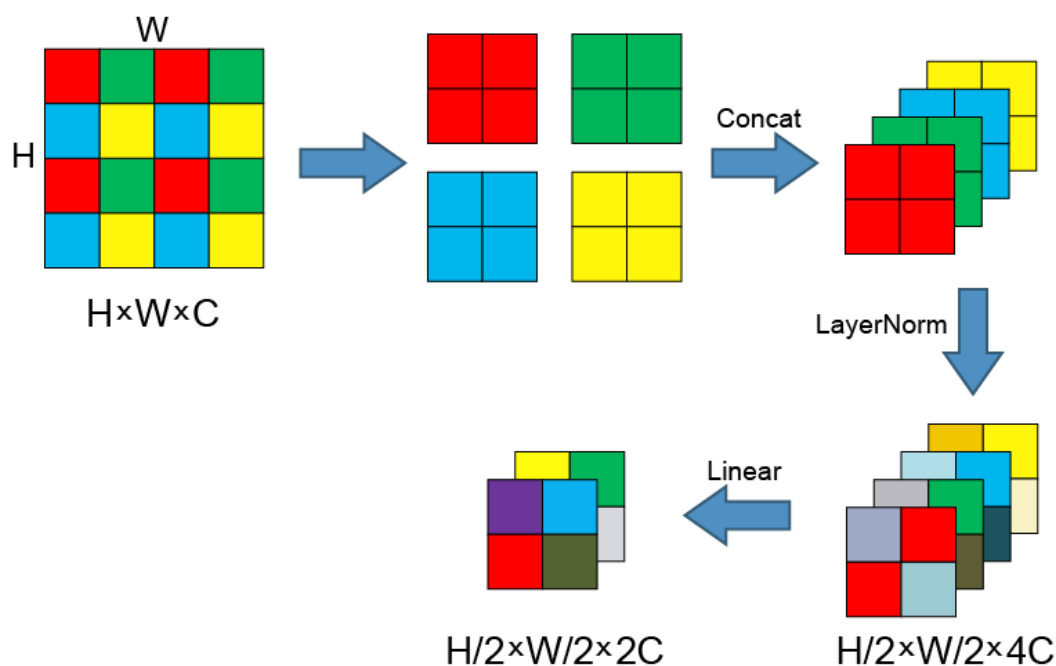 W
H
H×W×C
Concat
LayerNorm
Linear
H/2×W/2×2C
H/2×W/2×4C